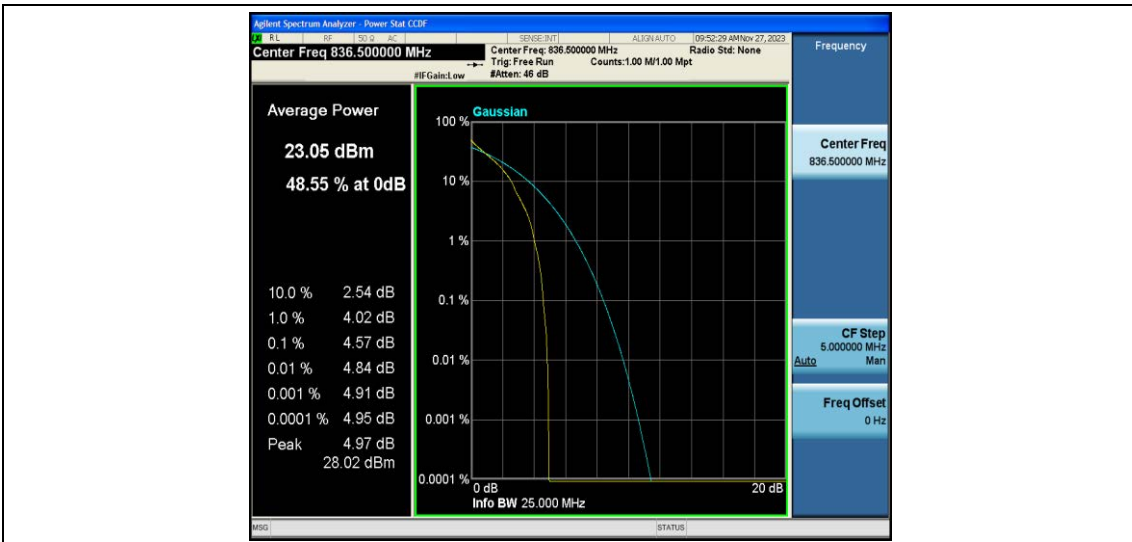 Agilent Spectrum Analyzer - Power Stat CCDF
RL RF 50 Ω AC SENSE:INT ALIGNAUTO 09:52:29 AMNov 27, 2023
Center Freq 836.500000 MHz
Center Freq: 836.500000 MHz Radio Std: None
Trig: Free Run Counts:1.00 M/1.00 Mpt
#IFGain:Low #Atten: 46 dB
Frequency
Average Power
23.05 dBm
48.55 % at 0dB
10.0 % 2.54 dB
1.0 % 4.02 dB
0.1 % 4.57 dB
0.01 % 4.84 dB
0.001 % 4.91 dB
0.0001 % 4.95 dB
Peak 4.97 dB
28.02 dBm
Gaussian
100 %
10 %
1 %
0.1 %
0.01 %
0.001 %
0.0001 %
0 dB 20 dB
Info BW 25.000 MHz
Center Freq
836.500000 MHz
CF Step
5.000000 MHz
Auto Man
Freq Offset
0 Hz
MSG STATUS